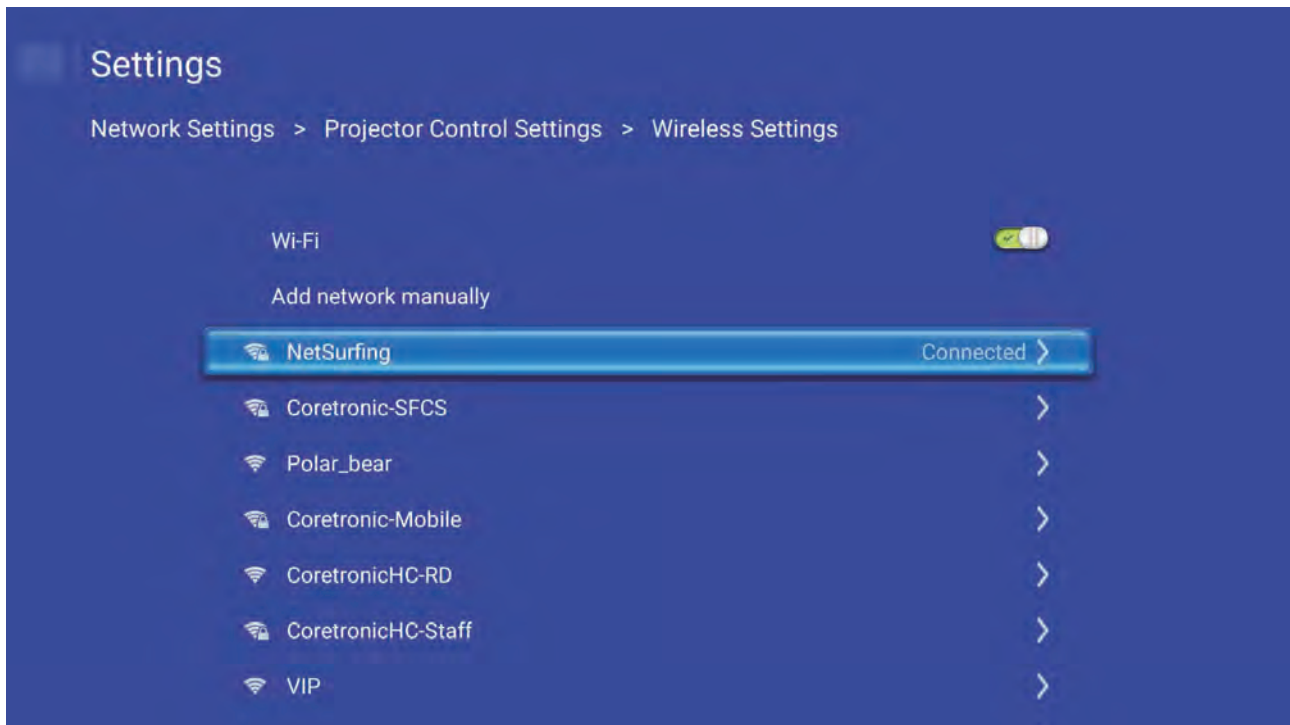 Settings
Network Settings > Projector Control Settings > Wireless Settings
Wi-Fi
Add network manually
NetSurfing Connected >
Coretronic-SFCS >
Polar_bear >
Coretronic-Mobile >
CoretronicHC-RD >
CoretronicHC-Staff >
VIP >